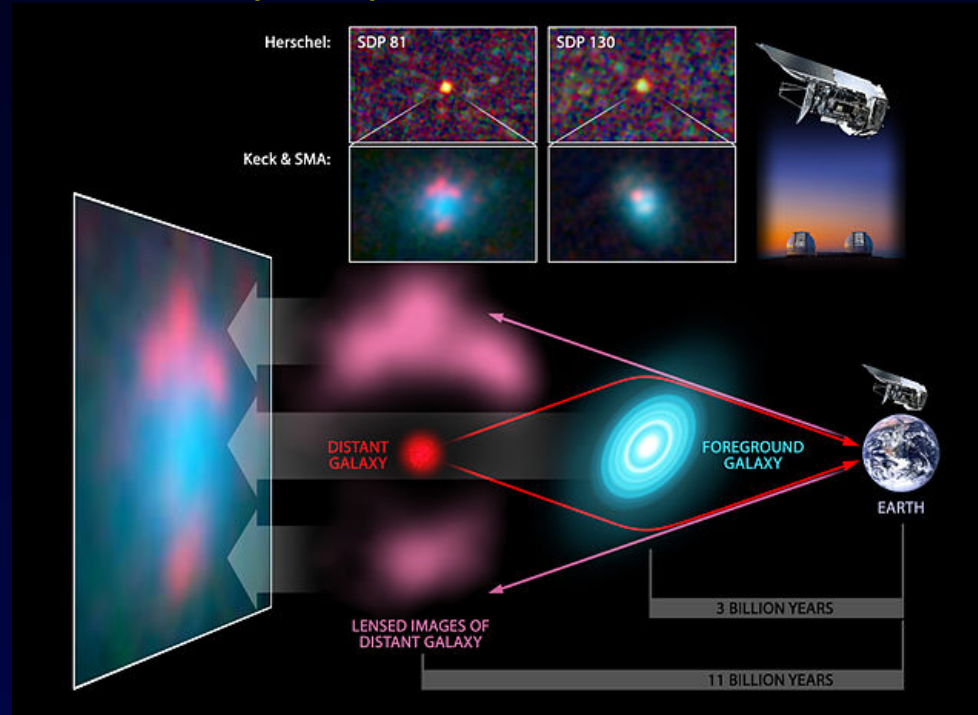 Herschel:
SDP 81
SDP 130
Keck & SMA:
DISTANT
GALAXY
FOREGROUND
GALAXY
EARTH
3 BILLION YEARS
LENSED IMAGES OF
DISTANT GALAXY
11 BILLION YEARS